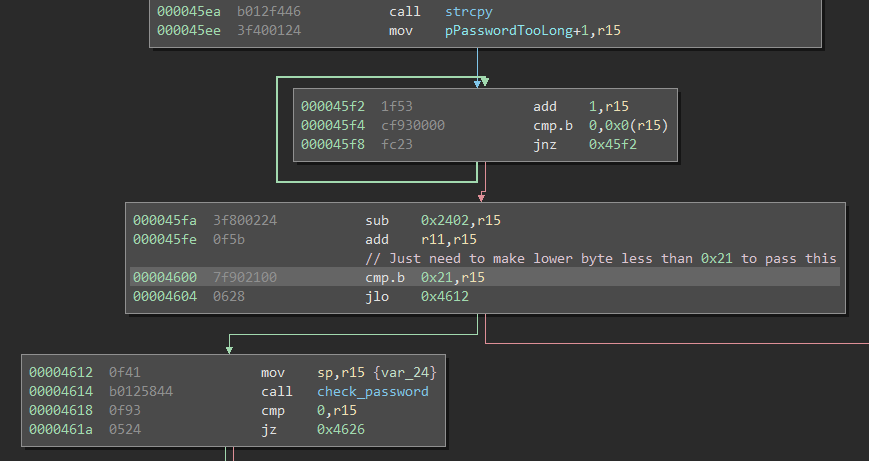 000045ea b012f446 call strcpy
000045ee 3f400124 mov pPasswordTooLong+1,r15
000045f2 1f53 add 1,r15
000045f4 cf930000 cmp.b 0,0x0(r15)
000045f8 fc23 jnz 0x45f2
000045fa 3f800224 sub 0x2402,r15
000045fe 0f5b add r11,r15
// Just need to make lower byte less than 0x21 to pass this
00004600 7f902100 cmp.b 0x21,r15
00004604 0628 jlo 0x4612
00004612 0f41 mov sp,r15 {var_24}
00004614 b0125844 call check_password
00004618 0f93 cmp 0,r15
0000461a 0524 jz 0x4626